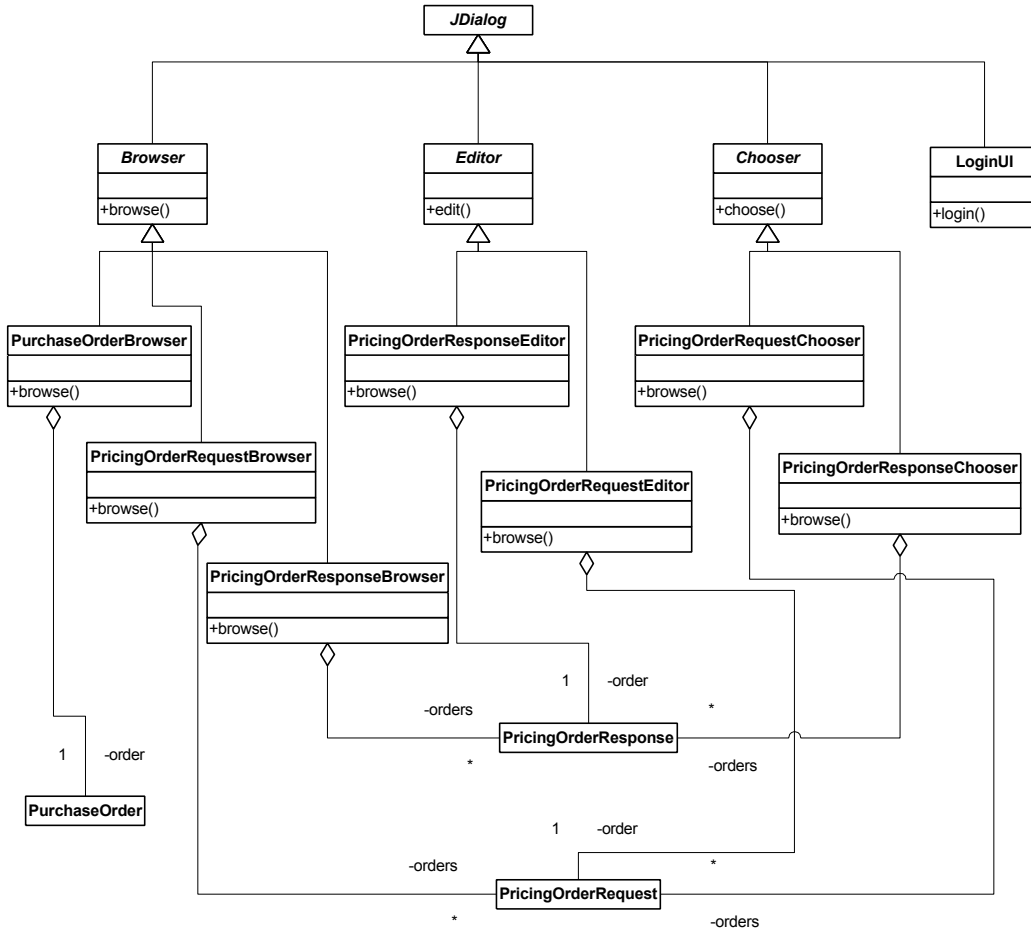 JDialog
Browser
+browse()
Editor
+edit()
Chooser
+choose()
LoginUI
+login()
PurchaseOrderBrowser
+browse()
PricingOrderResponseEditor
+browse()
PricingOrderRequestChooser
+browse()
PricingOrderRequestBrowser
+browse()
PricingOrderRequestEditor
+browse()
PricingOrderResponseChooser
+browse()
PricingOrderResponseBrowser
+browse()
1
-order
-orders
*
PricingOrderResponse
*
-orders
1
-order
PurchaseOrder
1
-order
-orders
*
PricingOrderRequest
*
-orders